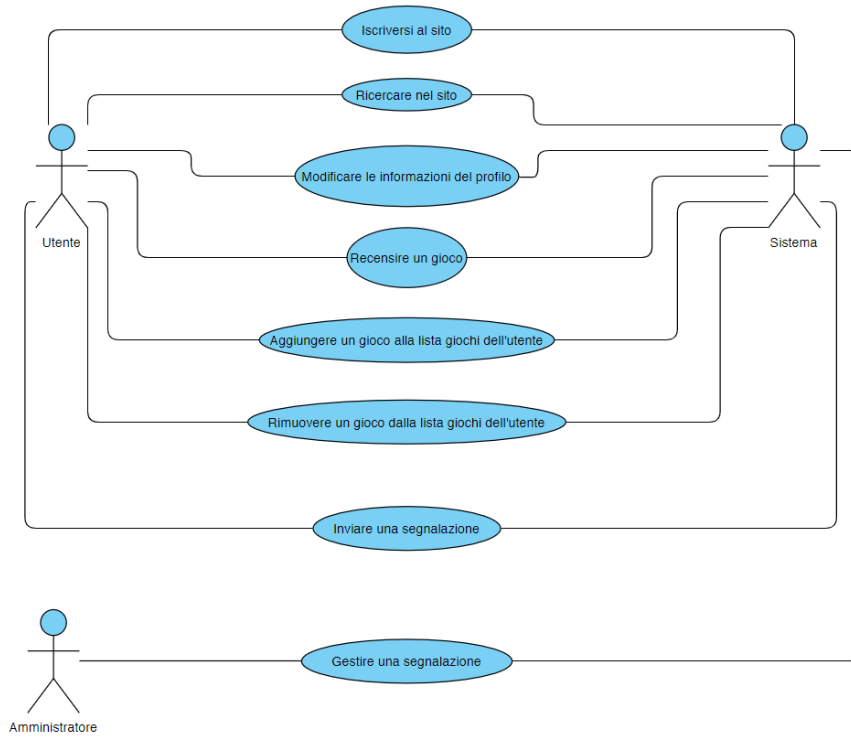 Iscriversi al sito
Ricercare nel sito
Modificare le informazioni del profilo
Utente
Sistema
Recensire un gioco
Aggiungere un gioco alla lista giochi dell'utente
Rimuovere un gioco dalla lista giochi dell'utente
Inviare una segnalazione
Gestire una segnalazione
Amministratore